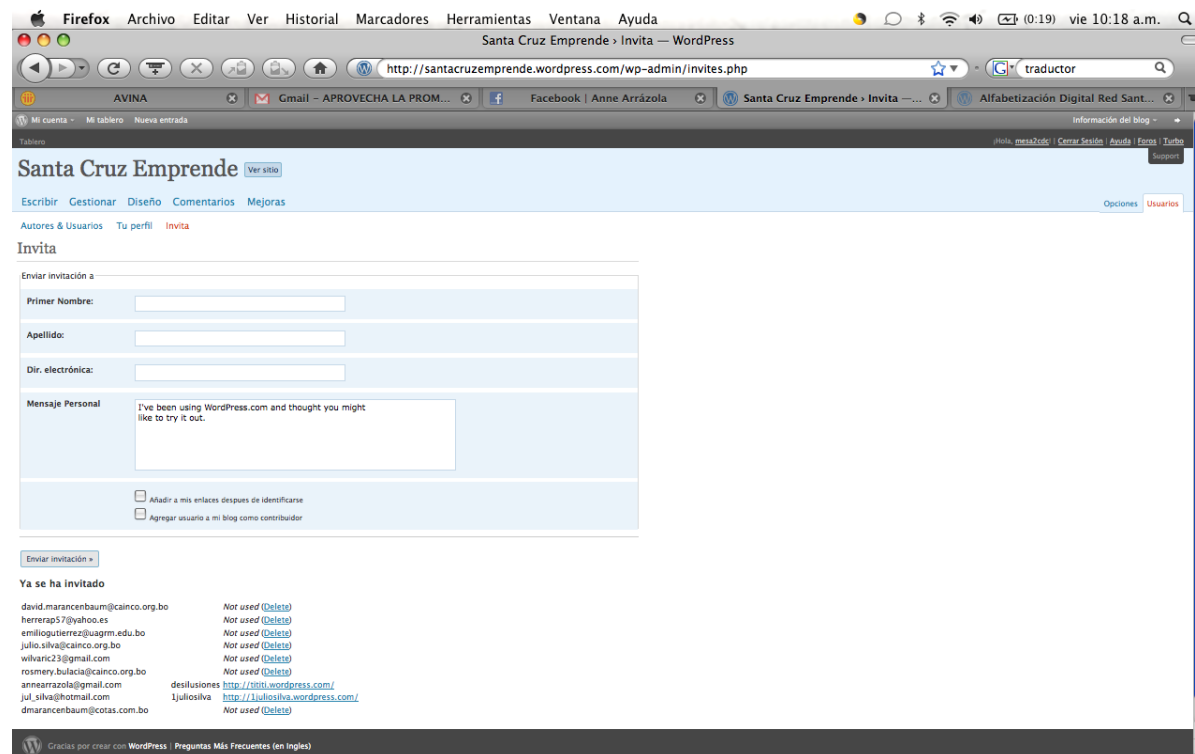 Firefox Archivo Editar Ver Historial Marcadores Herramientas Ventana Ayuda (0:19) vie 10:18 a.m.
Santa Cruz Emprende › Invita — WordPress
http://santacruzemprende.wordpress.com/wp-admin/invites.php traductor
AVINA Gmail – APROVECHA LA PROM... Facebook | Anne Arrázola Santa Cruz Emprende › Invita —... Alfabetización Digital Red Sant...
Mi cuenta Mi tablero Nueva entrada Información del blog
Tablero ¡Hola, mesa2cdc! | Cerrar Sesión | Ayuda | Foros | Turbo
Support
Santa Cruz Emprende Ver sitio
Escribir Gestionar Diseño Comentarios Mejoras Opciones Usuarios
Autores & Usuarios Tu perfil Invita
Invita
Enviar invitación a
Primer Nombre:
Apellido:
Dir. electrónica:
Mensaje Personal I've been using WordPress.com and thought you might
like to try it out.
Añadir a mis enlaces despues de identificarse
Agregar usuario a mi blog como contribuidor
Enviar invitación »
Ya se ha invitado
david.marancenbaum@cainco.org.bo Not used (Delete)
herrerap57@yahoo.es Not used (Delete)
emiliogutierrez@uagrm.edu.bo Not used (Delete)
julio.silva@cainco.org.bo Not used (Delete)
wilvaric23@gmail.com Not used (Delete)
rosmery.bulacia@cainco.org.bo Not used (Delete)
annearrazola@gmail.com desilusiones http://tititi.wordpress.com/
jul_silva@hotmail.com 1juliosilva http://1juliosilva.wordpress.com/
dmarancenbaum@cotas.com.bo Not used (Delete)
Gracias por crear con WordPress | Preguntas Más Frecuentes (en Ingles)